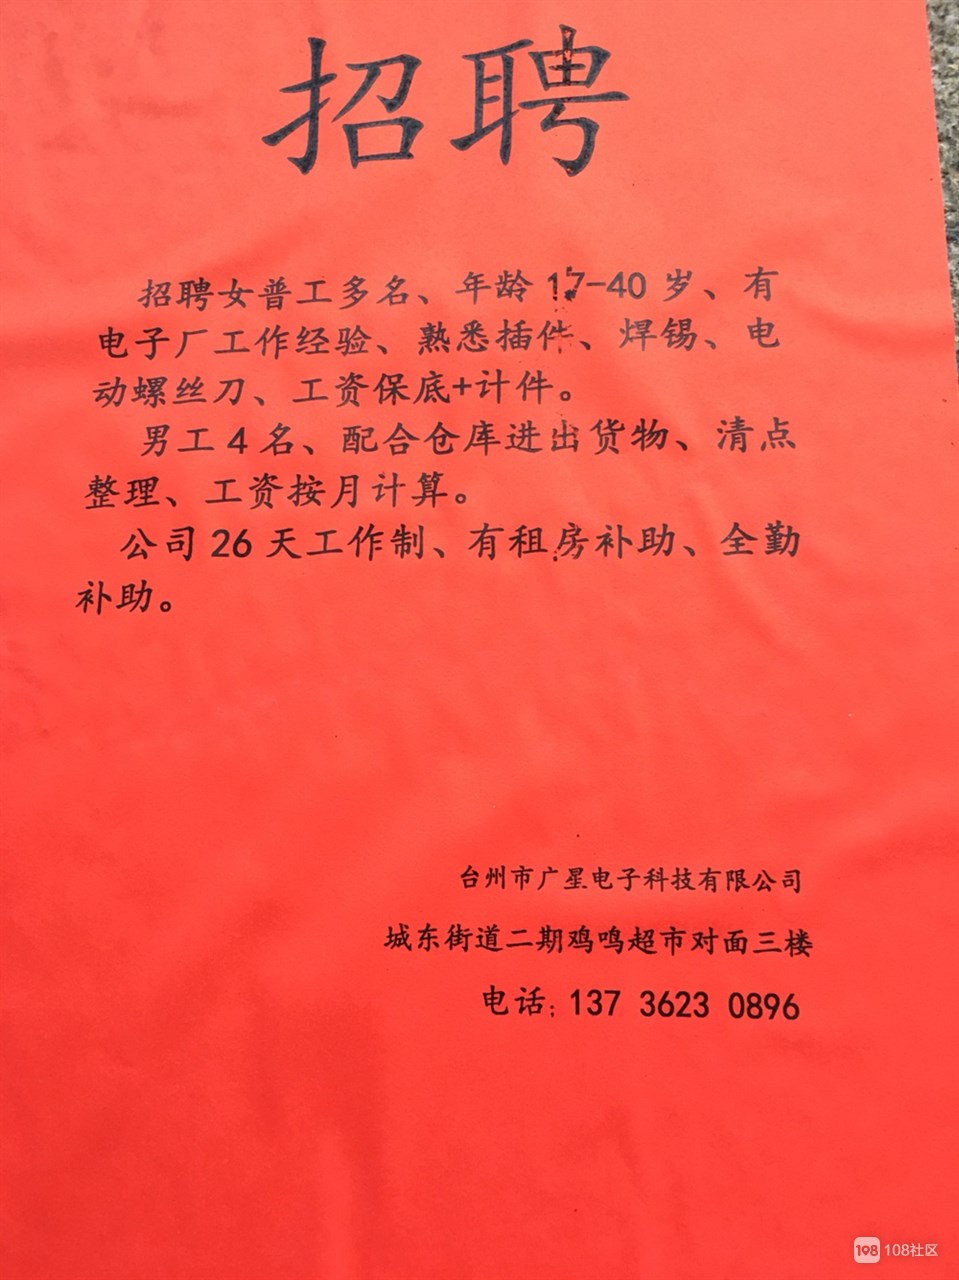 招聘
招聘女普工多名、年龄17-40岁、有
电子厂工作经验、熟悉插件、焊锡、电
动螺丝刀、工资保底+计件。
男工4名、配合仓库进出货物、清点
整理、工资按月计算。
公司26天工作制、有租房补助、全勤
补助。
台州市广星电子科技有限公司
城东街道二期鸡鸣超市对面三楼
电话:137 3623 0896
198 108社区